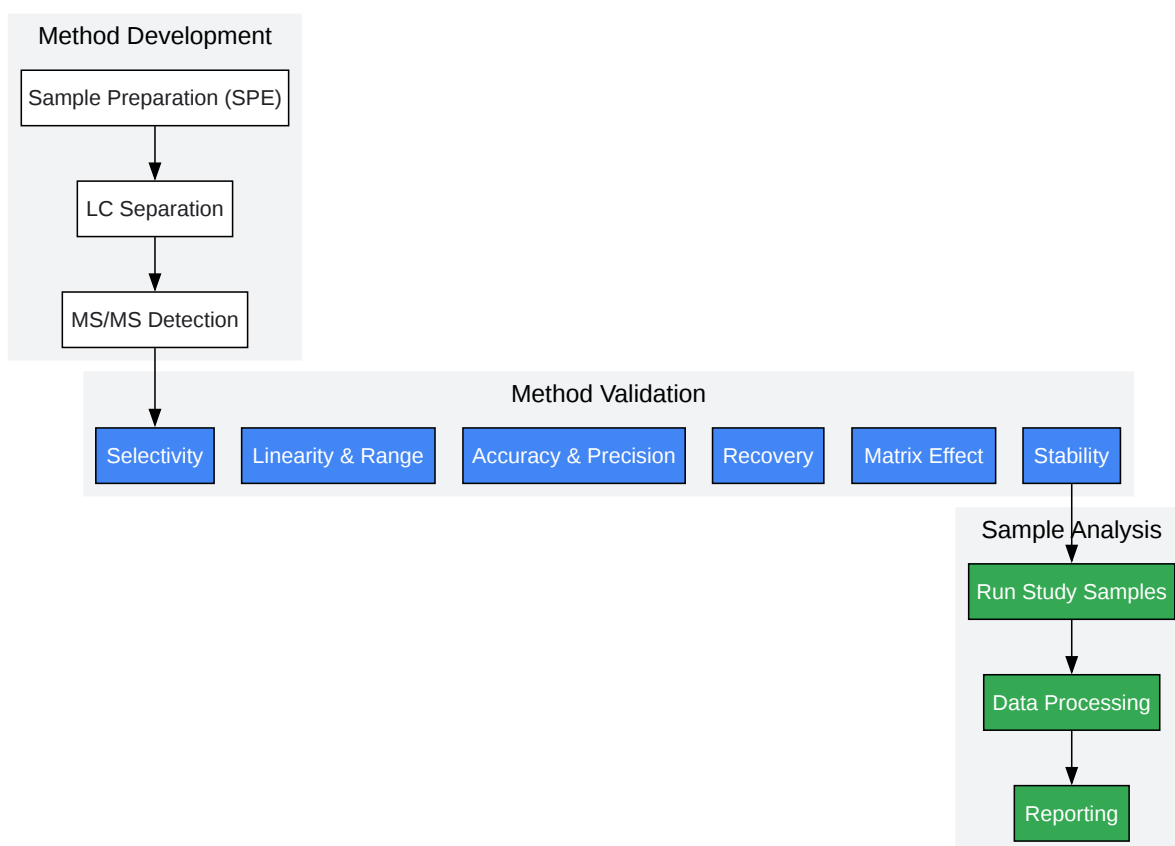 Method Development
Sample Preparation (SPE)
LC Separation
MS/MS Detection
Method Validation
Selectivity
Linearity & Range
Accuracy & Precision
Recovery
Matrix Effect
Stability
Sample Analysis
Run Study Samples
Data Processing
Reporting